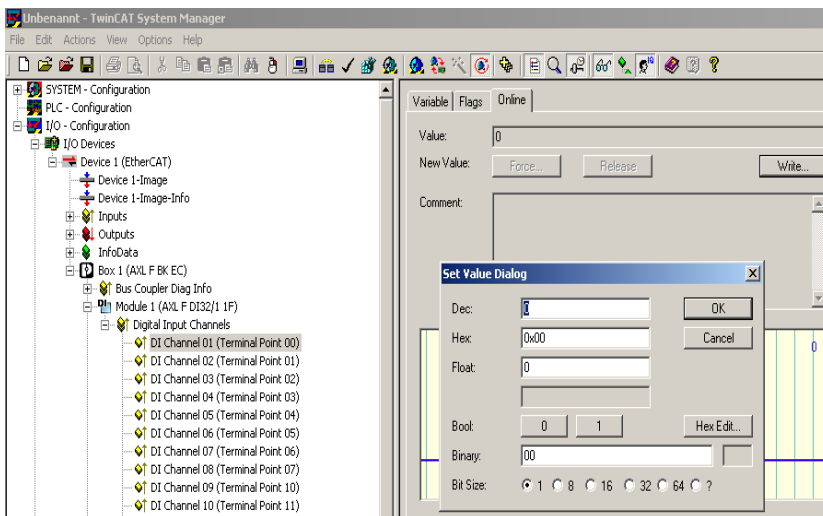 Unbenannt - TwinCAT System Manager
File Edit Actions View Options Help
SYSTEM - Configuration
PLC - Configuration
I/O - Configuration
I/O Devices
Device 1 (EtherCAT)
Device 1-Image
Device 1-Image-Info
Inputs
Outputs
InfoData
Box 1 (AXL F BK EC)
Bus Coupler Diag Info
Module 1 (AXL F DI32/1 1F)
Digital Input Channels
DI Channel 01 (Terminal Point 00)
DI Channel 02 (Terminal Point 01)
DI Channel 03 (Terminal Point 02)
DI Channel 04 (Terminal Point 03)
DI Channel 05 (Terminal Point 04)
DI Channel 06 (Terminal Point 05)
DI Channel 07 (Terminal Point 06)
DI Channel 08 (Terminal Point 07)
DI Channel 09 (Terminal Point 10)
DI Channel 10 (Terminal Point 11)
Variable Flags Online
Value: 0
New Value: Force... Release Write...
Comment:
Set Value Dialog
Dec: 0 OK
Hex: 0x00 Cancel
Float: 0
Bool: 0 1 Hex Edit...
Binary: 00
Bit Size: 1 8 16 32 64 ?
0